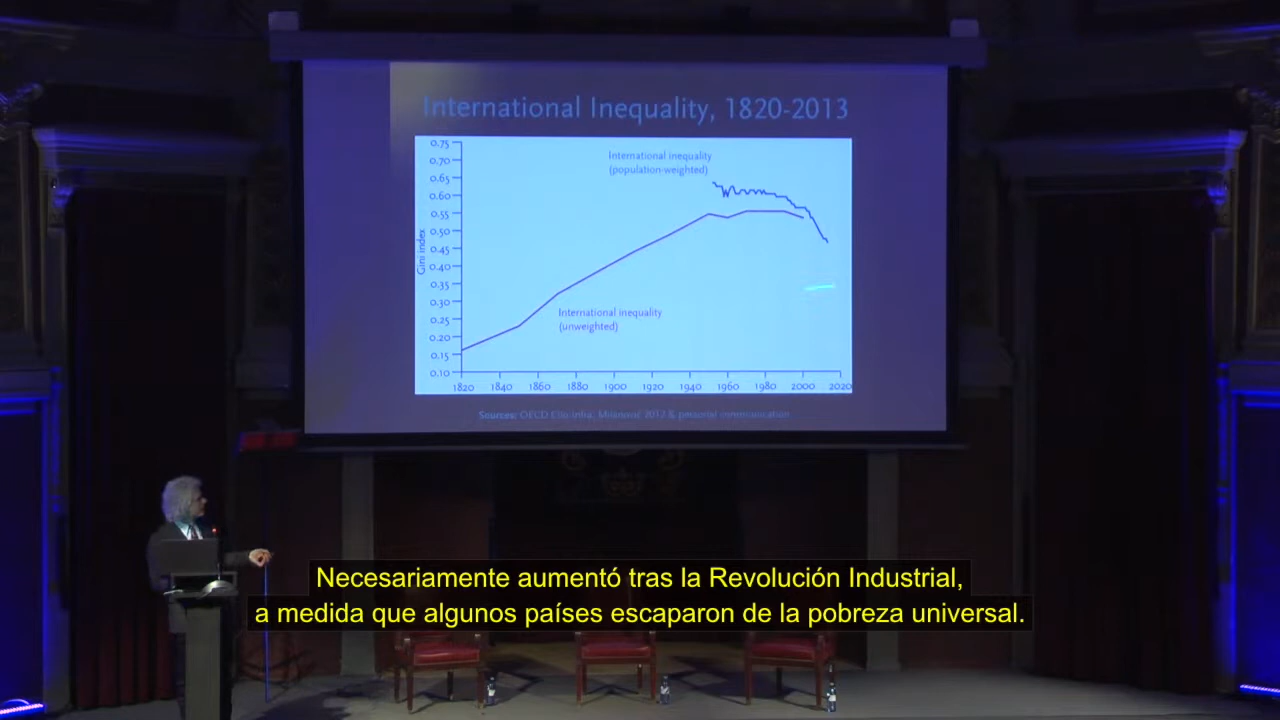 International Inequality, 1820-2013
0.75
0.70
0.65
0.60
0.55
0.50
0.45
0.40
0.35
0.30
0.25
0.20
0.15
0.10
Gini index
International inequality
(population-weighted)
International inequality
(unweighted)
1820 1840 1860 1880 1900 1920 1940 1960 1980 2000 2020
Sources: OECD Clio-Infra, Milanović 2012 & personal communication
Necesariamente aumentó tras la Revolución Industrial,
a medida que algunos países escaparon de la pobreza universal.